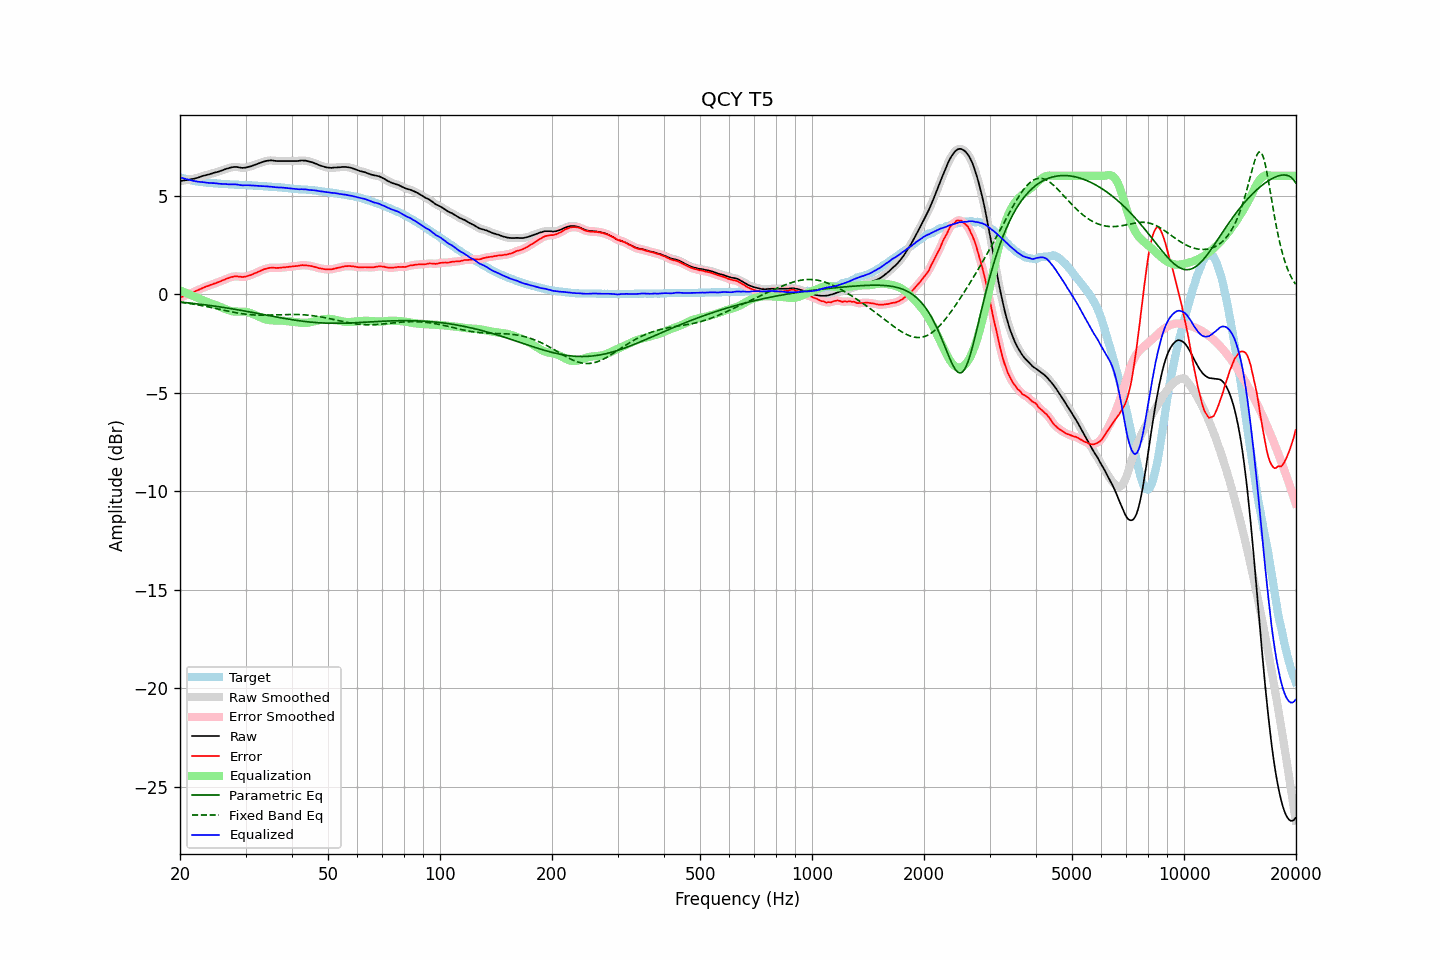 QCY T5
Amplitude (dBr)
5
0
−5
−10
−15
−20
−25
Target
Raw Smoothed
Error Smoothed
Raw
Error
Equalization
Parametric Eq
Fixed Band Eq
Equalized
20 50 100 200 500 1000 2000 5000 10000 20000
Frequency (Hz)